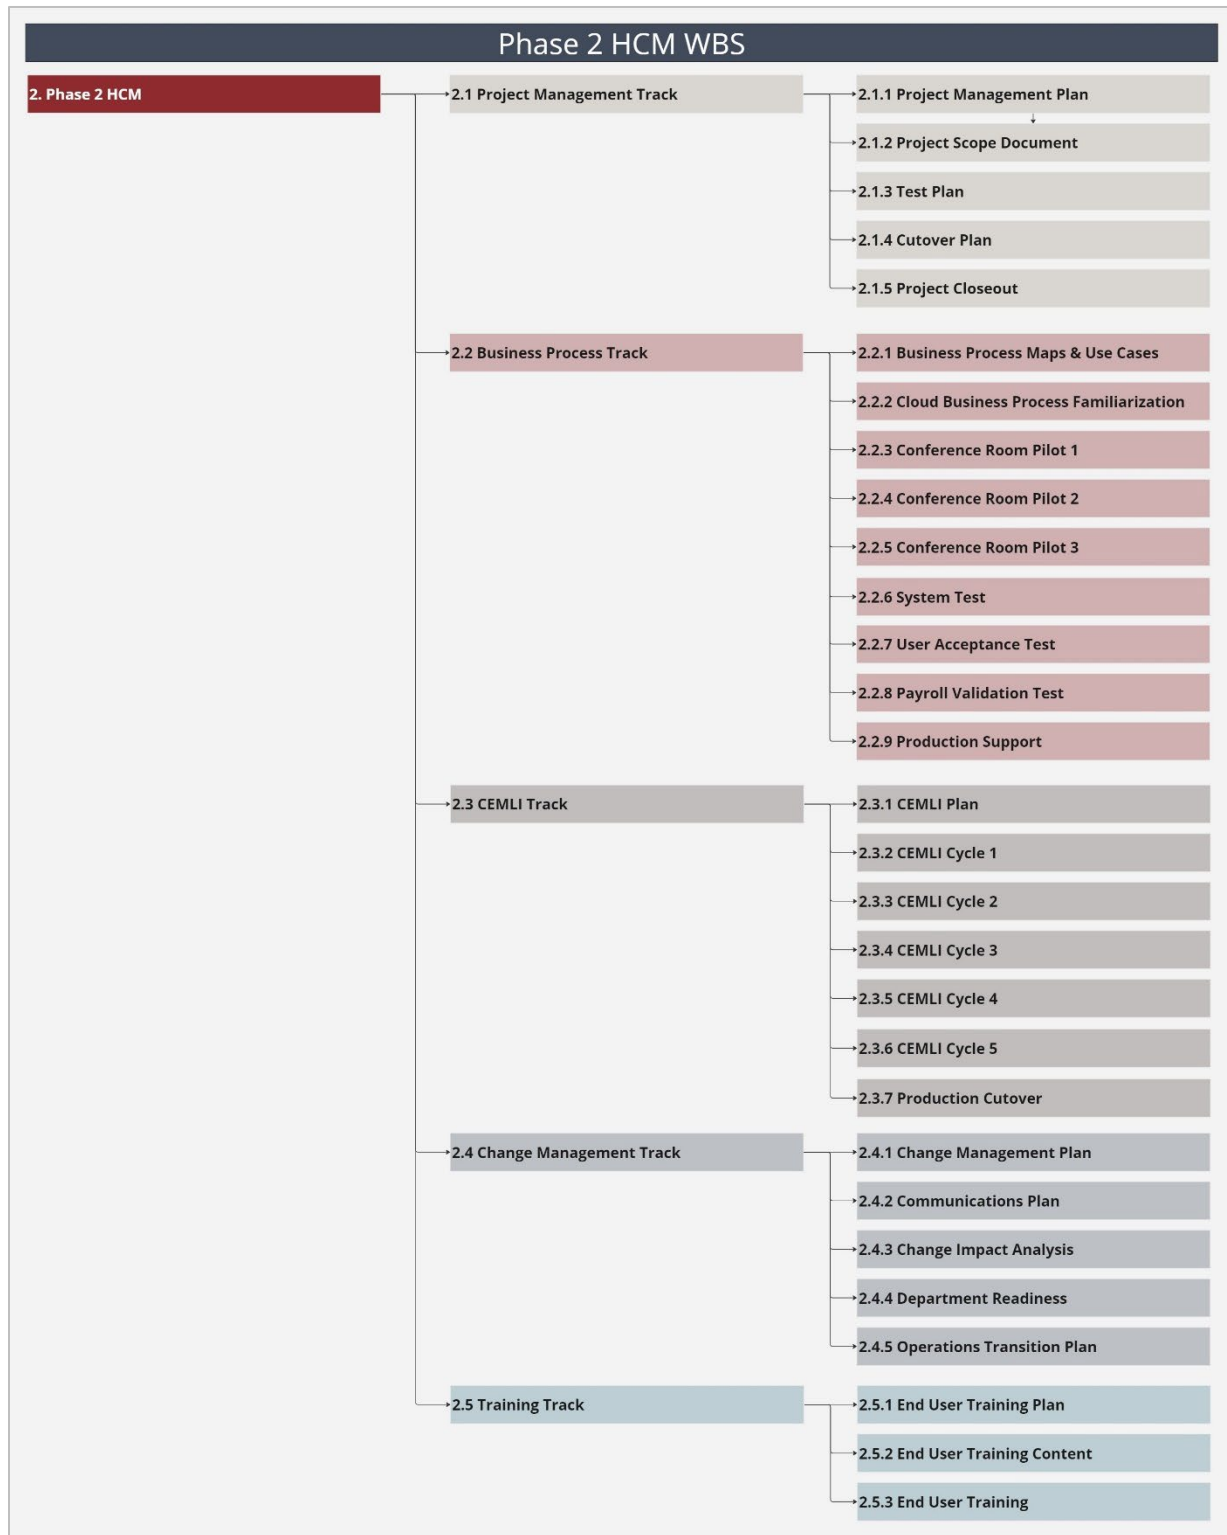 Phase 2 HCM WBS
2. Phase 2 HCM
2.1 Project Management Track
2.1.1 Project Management Plan
2.1.2 Project Scope Document
2.1.3 Test Plan
2.1.4 Cutover Plan
2.1.5 Project Closeout
2.2 Business Process Track
2.2.1 Business Process Maps & Use Cases
2.2.2 Cloud Business Process Familiarization
2.2.3 Conference Room Pilot 1
2.2.4 Conference Room Pilot 2
2.2.5 Conference Room Pilot 3
2.2.6 System Test
2.2.7 User Acceptance Test
2.2.8 Payroll Validation Test
2.2.9 Production Support
2.3 CEMLI Track
2.3.1 CEMLI Plan
2.3.2 CEMLI Cycle 1
2.3.3 CEMLI Cycle 2
2.3.4 CEMLI Cycle 3
2.3.5 CEMLI Cycle 4
2.3.6 CEMLI Cycle 5
2.3.7 Production Cutover
2.4 Change Management Track
2.4.1 Change Management Plan
2.4.2 Communications Plan
2.4.3 Change Impact Analysis
2.4.4 Department Readiness
2.4.5 Operations Transition Plan
2.5 Training Track
2.5.1 End User Training Plan
2.5.2 End User Training Content
2.5.3 End User Training